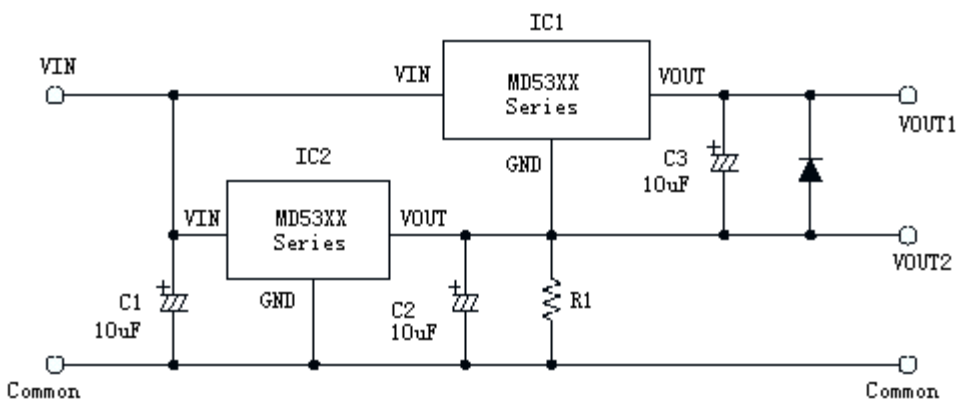 IC1
VIN
VIN
MD53XX
Series
VOUT
VOUT1
GND
C3
10uF
IC2
VIN
MD53XX
Series
VOUT
VOUT2
GND
C1
10uF
C2
10uF
R1
Common
Common